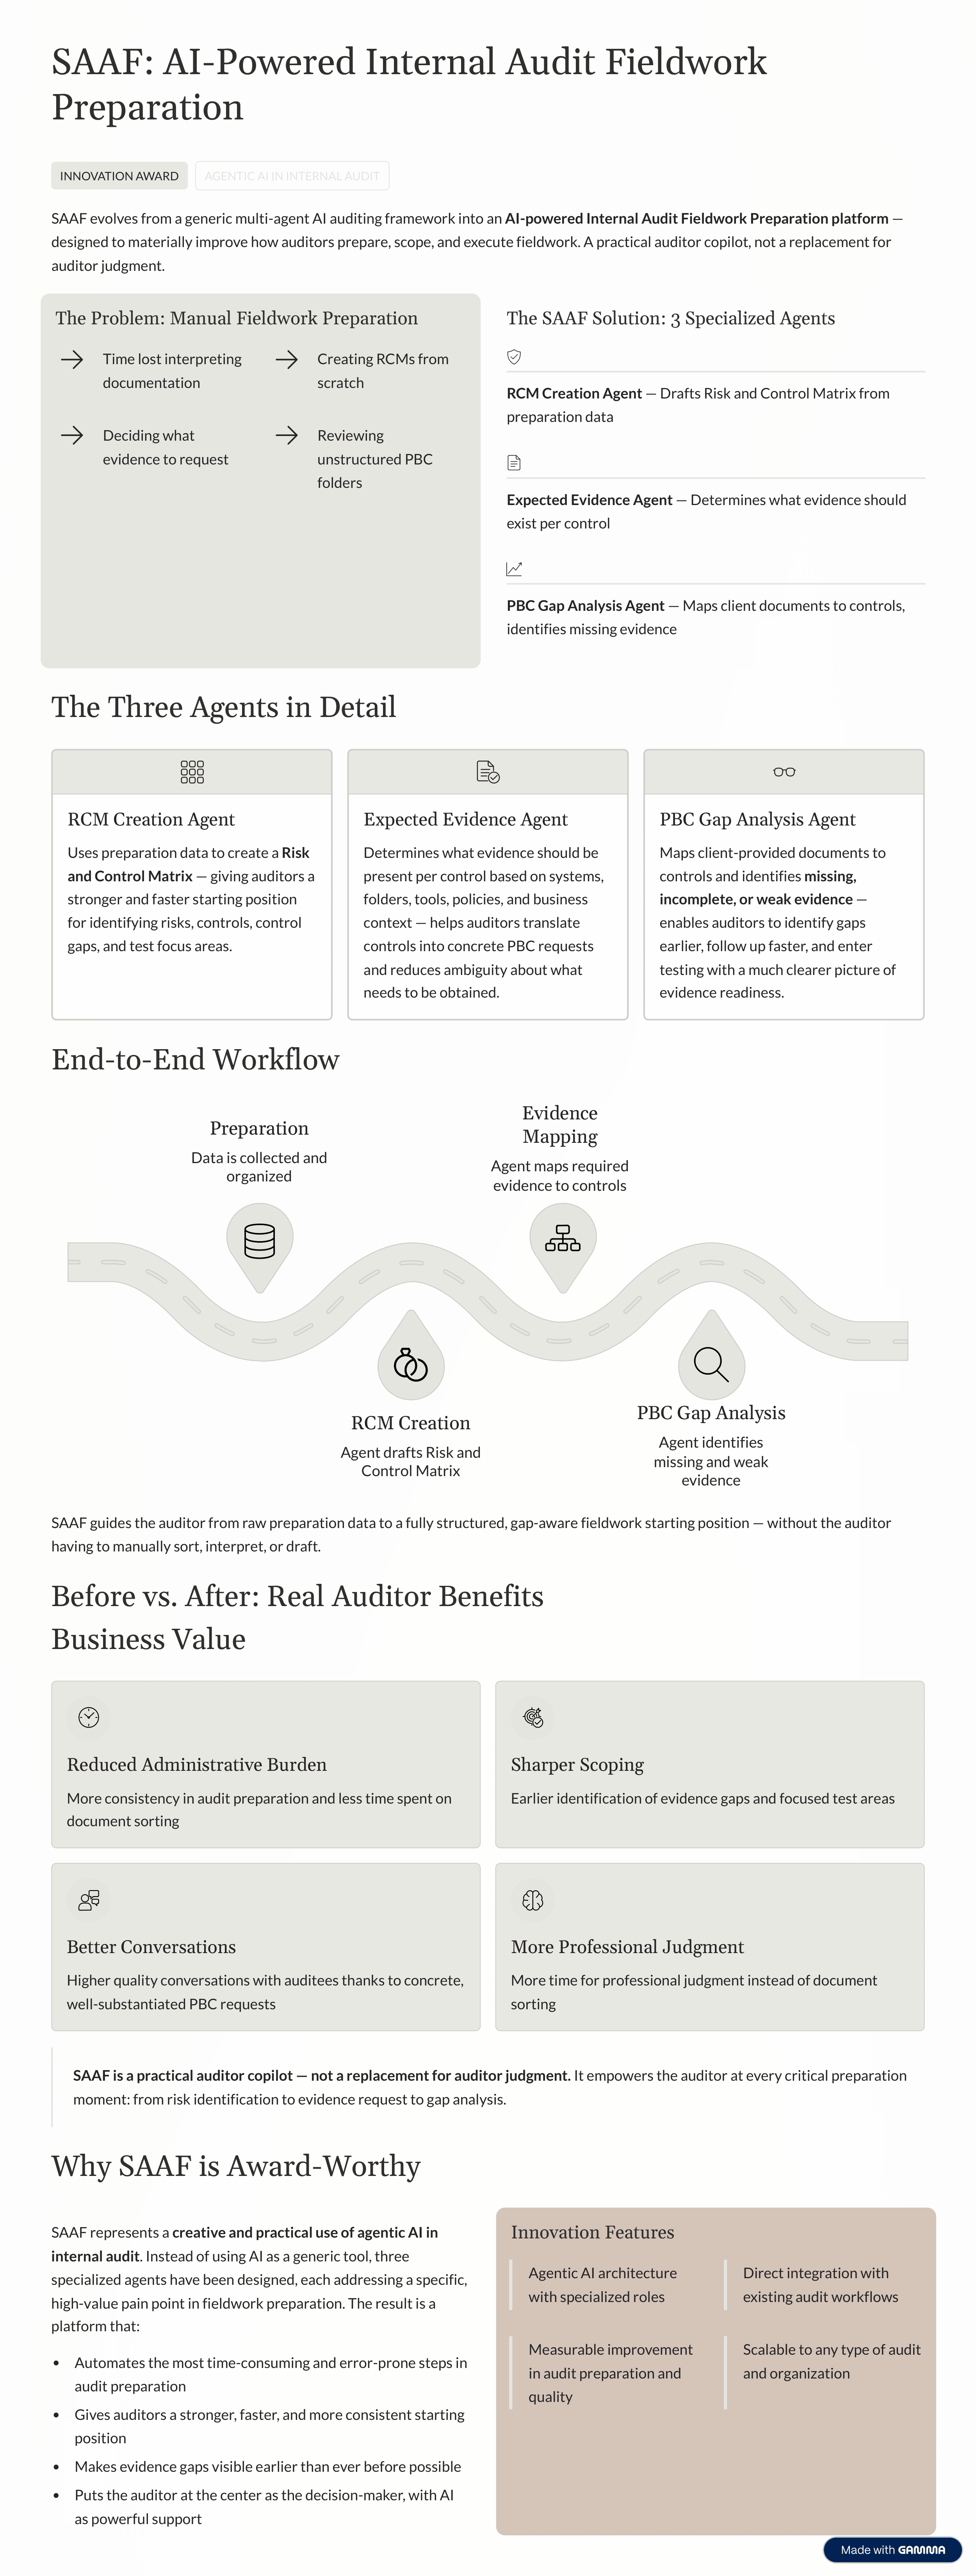 SAAF: AI-Powered Internal Audit Fieldwork
Preparation
INNOVATION AWARD
AGENTIC AI IN INTERNAL AUDIT
SAAF evolves from a generic multi-agent AI auditing framework into an AI-powered Internal Audit Fieldwork Preparation platform —
designed to materially improve how auditors prepare, scope, and execute fieldwork. A practical auditor copilot, not a replacement for
auditor judgment.
The Problem: Manual Fieldwork Preparation
Time lost interpreting
documentation
Creating RCMs from
scratch
Deciding what
evidence to request
Reviewing
unstructured PBC
folders
The SAAF Solution: 3 Specialized Agents
RCM Creation Agent — Drafts Risk and Control Matrix from
preparation data
Expected Evidence Agent — Determines what evidence should
exist per control
PBC Gap Analysis Agent — Maps client documents to controls,
identifies missing evidence
The Three Agents in Detail
RCM Creation Agent
Uses preparation data to create a Risk
and Control Matrix — giving auditors a
stronger and faster starting position
for identifying risks, controls, control
gaps, and test focus areas.
Expected Evidence Agent
Determines what evidence should be
present per control based on systems,
folders, tools, policies, and business
context — helps auditors translate
controls into concrete PBC requests
and reduces ambiguity about what
needs to be obtained.
PBC Gap Analysis Agent
Maps client-provided documents to
controls and identifies missing,
incomplete, or weak evidence —
enables auditors to identify gaps
earlier, follow up faster, and enter
testing with a much clearer picture of
evidence readiness.
End-to-End Workflow
Preparation
Data is collected and
organized
Evidence
Mapping
Agent maps required
evidence to controls
RCM Creation
Agent drafts Risk and
Control Matrix
PBC Gap Analysis
Agent identifies
missing and weak
evidence
SAAF guides the auditor from raw preparation data to a fully structured, gap-aware fieldwork starting position — without the auditor
having to manually sort, interpret, or draft.
Before vs. After: Real Auditor Benefits
Business Value
Reduced Administrative Burden
More consistency in audit preparation and less time spent on
document sorting
Sharper Scoping
Earlier identification of evidence gaps and focused test areas
Better Conversations
Higher quality conversations with auditees thanks to concrete,
well-substantiated PBC requests
More Professional Judgment
More time for professional judgment instead of document
sorting
SAAF is a practical auditor copilot — not a replacement for auditor judgment. It empowers the auditor at every critical preparation
moment: from risk identification to evidence request to gap analysis.
Why SAAF is Award-Worthy
SAAF represents a creative and practical use of agentic AI in
internal audit. Instead of using AI as a generic tool, three
specialized agents have been designed, each addressing a specific,
high-value pain point in fieldwork preparation. The result is a
platform that:
• Automates the most time-consuming and error-prone steps in
audit preparation
• Gives auditors a stronger, faster, and more consistent starting
position
• Makes evidence gaps visible earlier than ever before possible
• Puts the auditor at the center as the decision-maker, with AI
as powerful support
Innovation Features
Agentic AI architecture
with specialized roles
Direct integration with
existing audit workflows
Measurable improvement
in audit preparation and
quality
Scalable to any type of audit
and organization
Made with GAMMA